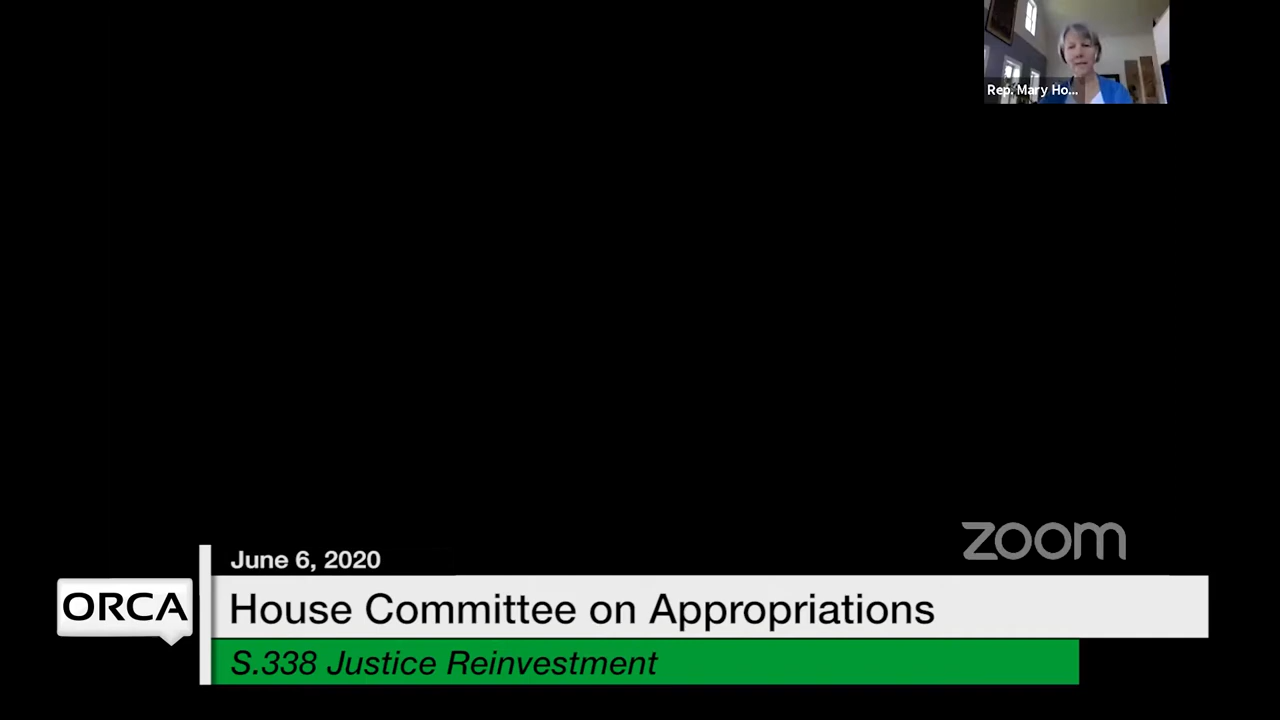 Rep. Mary Ho...
zoom
June 6, 2020
ORCA
House Committee on Appropriations
S.338 Justice Reinvestment